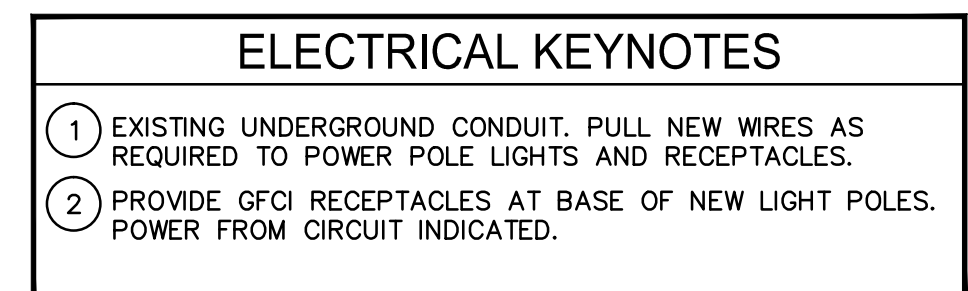 ELECTRICAL KEYNOTES
1 EXISTING UNDERGROUND CONDUIT. PULL NEW WIRES AS
REQUIRED TO POWER POLE LIGHTS AND RECEPTACLES.
2 PROVIDE GFCI RECEPTACLES AT BASE OF NEW LIGHT POLES.
POWER FROM CIRCUIT INDICATED.